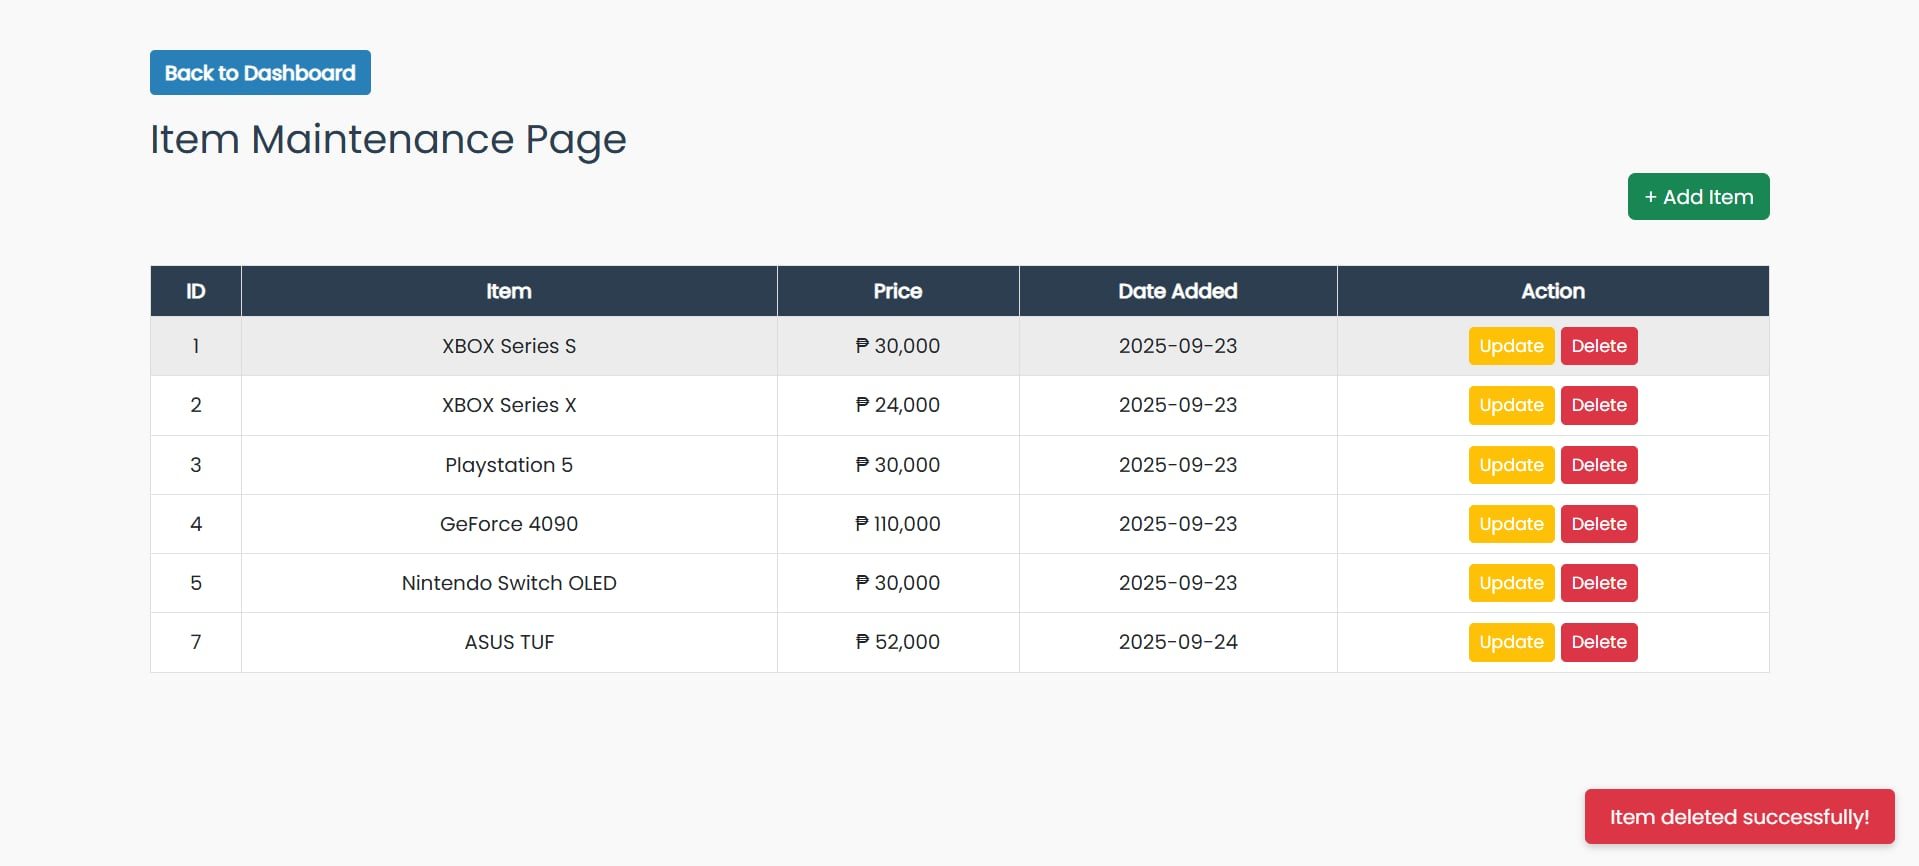 Back to Dashboard
Item Maintenance Page
+ Add Item
ID Item Price Date Added Action
1 XBOX Series S ₱ 30,000 2025-09-23 Update Delete
2 XBOX Series X ₱ 24,000 2025-09-23 Update Delete
3 Playstation 5 ₱ 30,000 2025-09-23 Update Delete
4 GeForce 4090 ₱ 110,000 2025-09-23 Update Delete
5 Nintendo Switch OLED ₱ 30,000 2025-09-23 Update Delete
7 ASUS TUF ₱ 52,000 2025-09-24 Update Delete
Item deleted successfully!